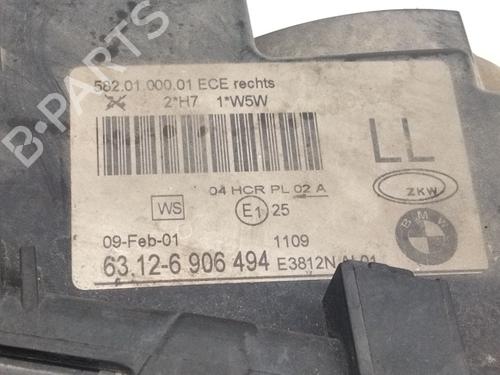 582.01.000.01 ECE rechts
2*H7 1*W5W
LL
04 HCR PL 02 A
ZKW
WS E1 25
BMW
09-Feb-01 1109
63.12-6 906 494
B-PARTS